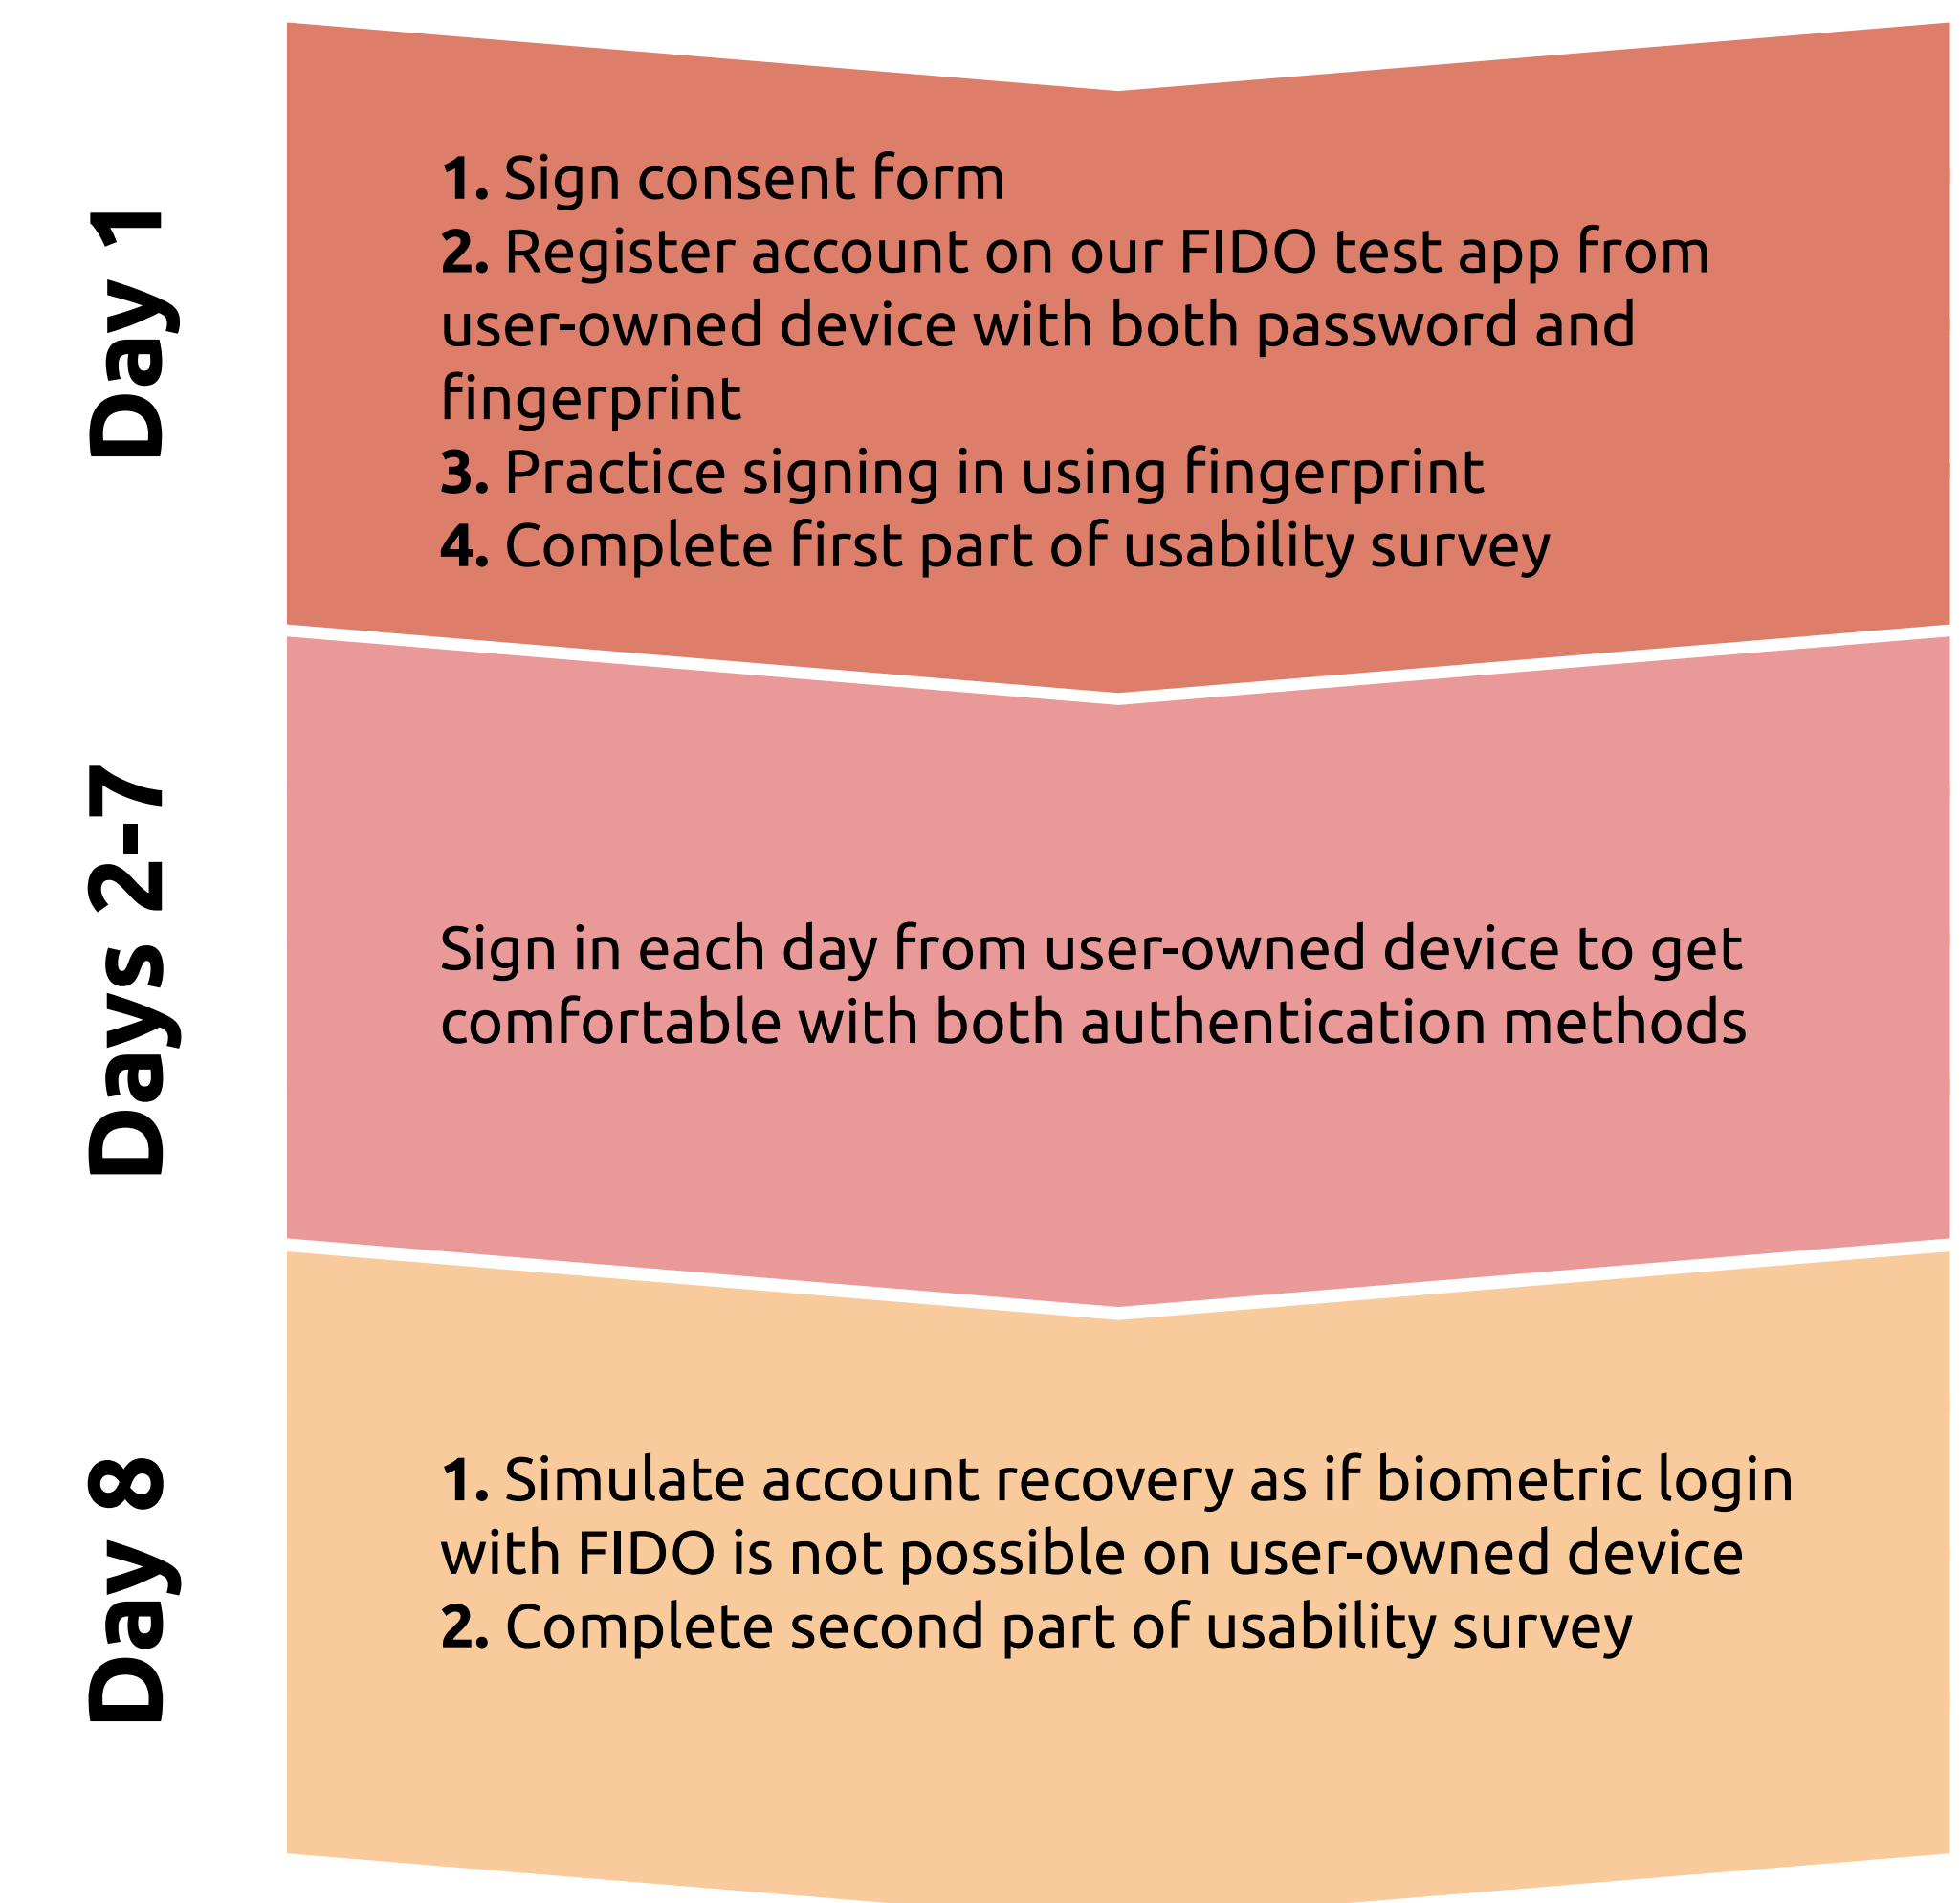 Day 1
1. Sign consent form
2. Register account on our FIDO test app from
user-owned device with both password and
fingerprint
3. Practice signing in using fingerprint
4. Complete first part of usability survey
Days 2-7
Sign in each day from user-owned device to get
comfortable with both authentication methods
Day 8
1. Simulate account recovery as if biometric login
with FIDO is not possible on user-owned device
2. Complete second part of usability survey